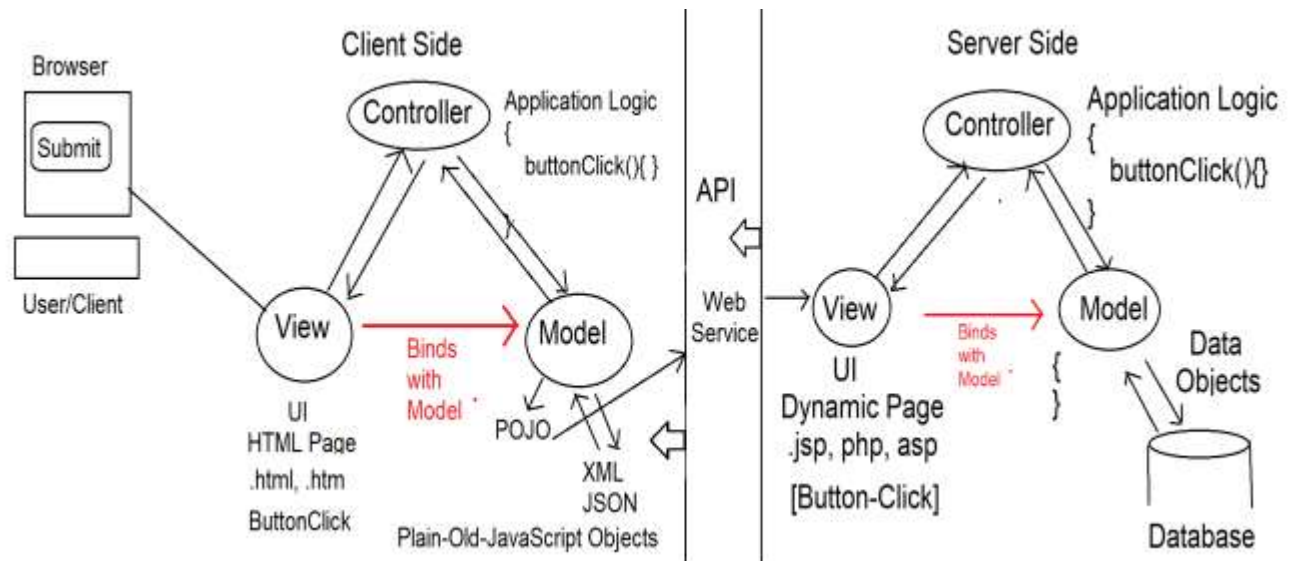 Client Side
Browser
Submit
User/Client
Controller
Application Logic
{
buttonClick(){ }
}
View
Binds
with
Model
Model
UI
HTML Page
.html, .htm
ButtonClick
POJO
XML
JSON
Plain-Old-JavaScript Objects
API
Web
Service
Server Side
Controller
Application Logic
{
buttonClick(){}
}
View
Binds
with
Model
Model
{
}
UI
Dynamic Page
.jsp, php, asp
[Button-Click]
Data
Objects
Database